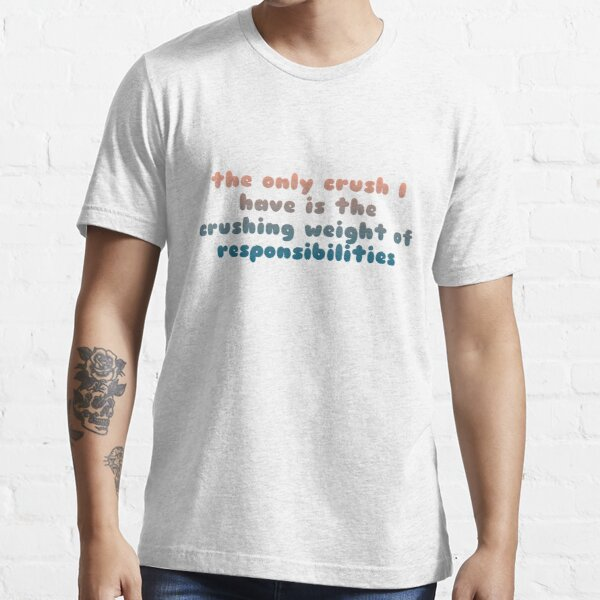 the only crush I
have is the
crushing weight of
responsibilities